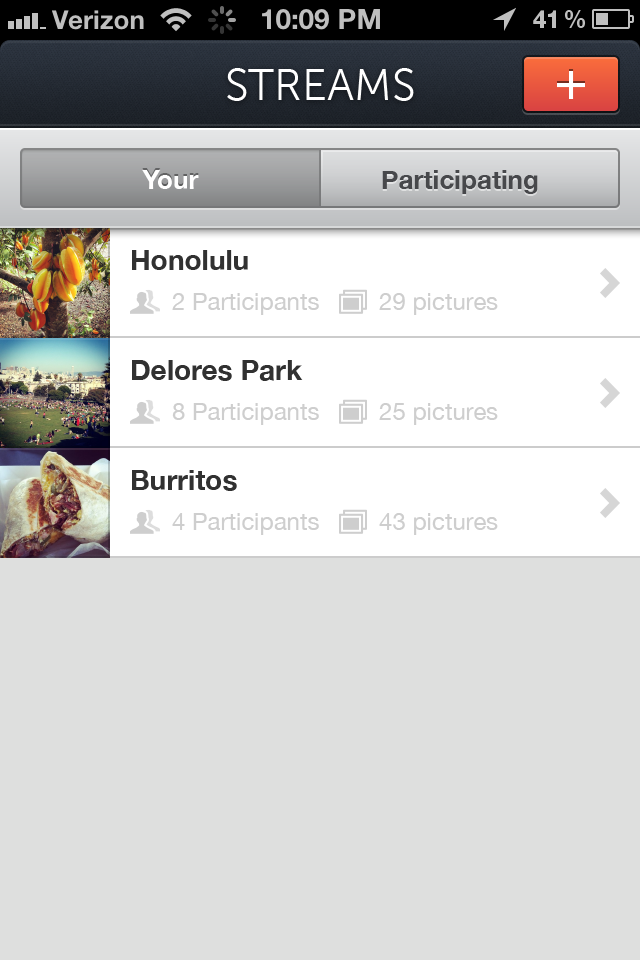 Verizon 10:09 PM 41 %
STREAMS +
Your Participating
Honolulu
2 Participants 29 pictures
Delores Park
8 Participants 25 pictures
Burritos
4 Participants 43 pictures